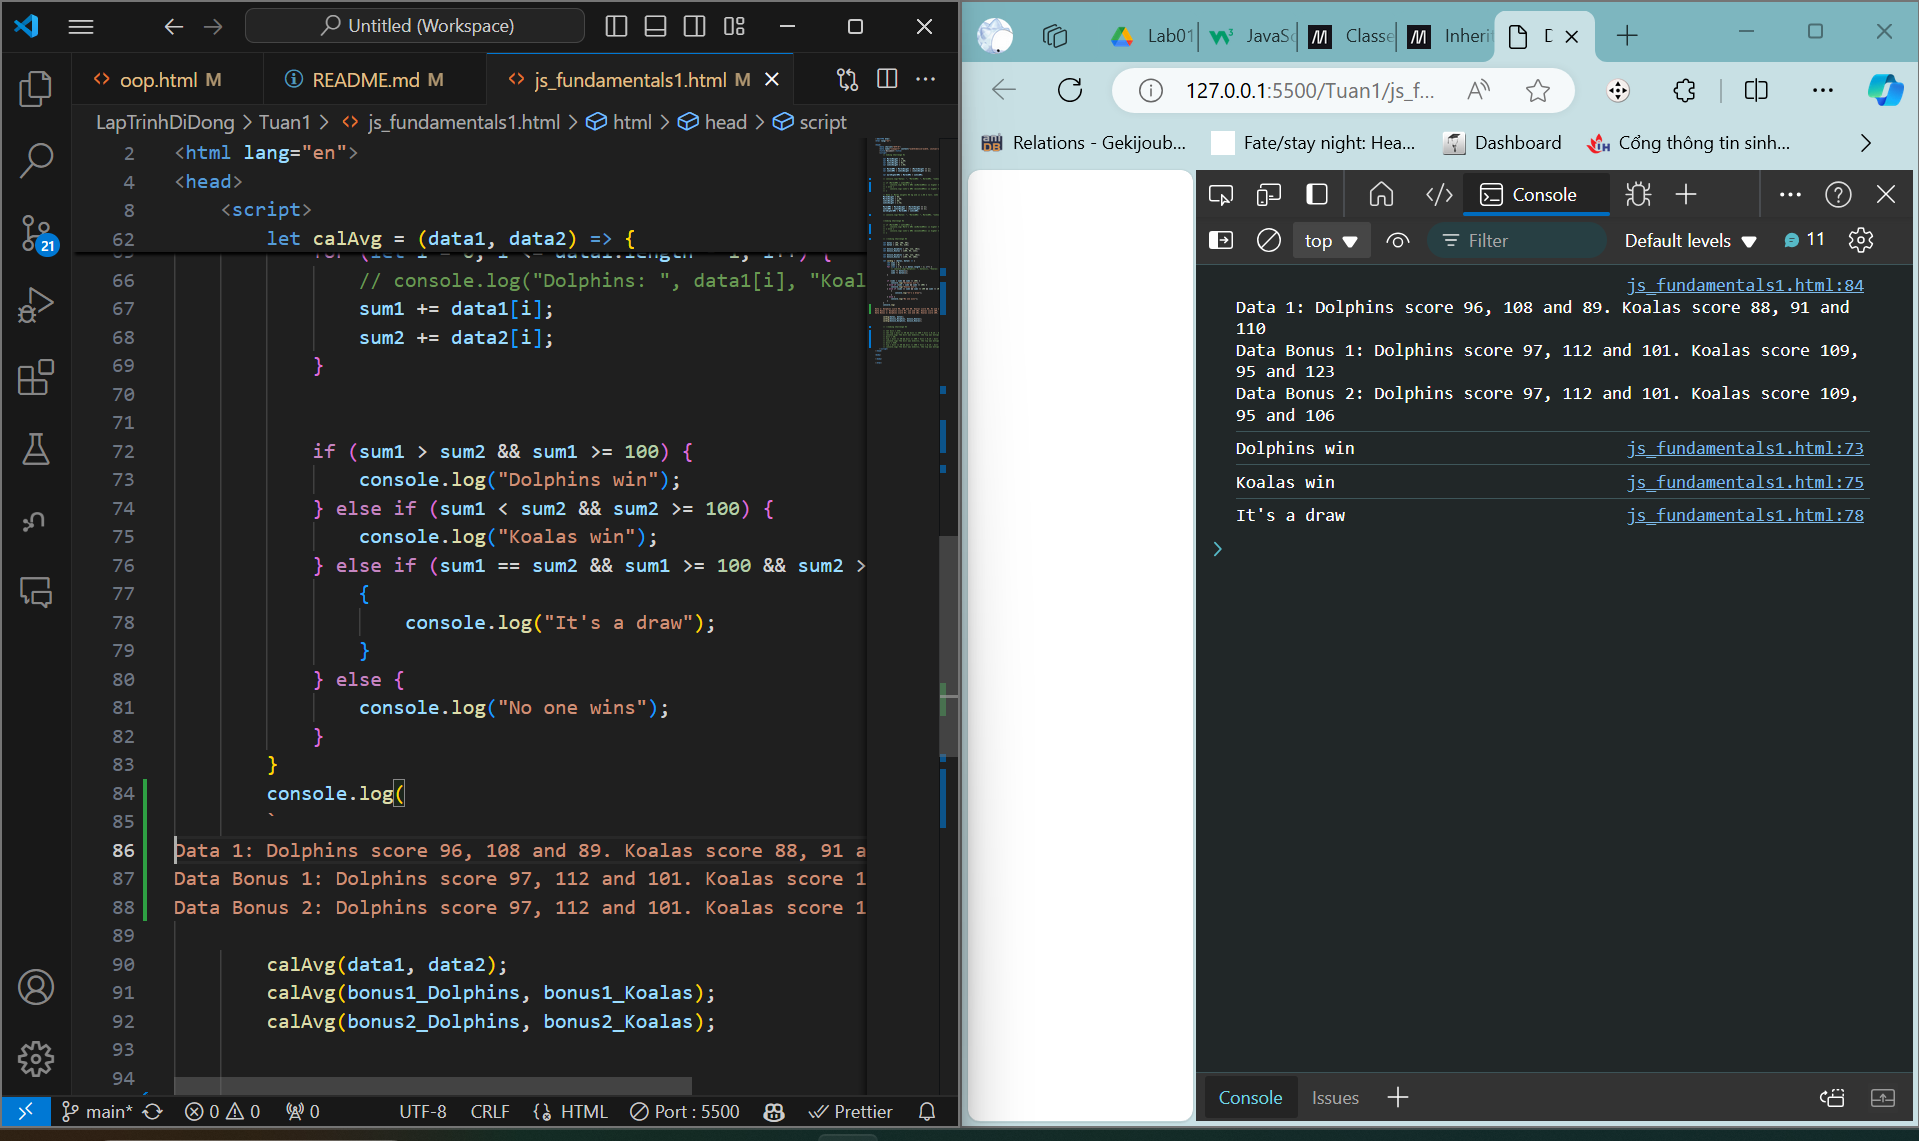 Untitled (Workspace)
oop.html M
README.md M
js_fundamentals1.html M
LapTrinhDiDong > Tuan1 > js_fundamentals1.html > html > head > script
2 <html lang="en">
4 <head>
8 <script>
62 let calAvg = (data1, data2) => {
66 // console.log("Dolphins: ", data1[i], "Koal
67 sum1 += data1[i];
68 sum2 += data2[i];
69 }
70
71
72 if (sum1 > sum2 && sum1 >= 100) {
73 console.log("Dolphins win");
74 } else if (sum1 < sum2 && sum2 >= 100) {
75 console.log("Koalas win");
76 } else if (sum1 == sum2 && sum1 >= 100 && sum2 >
77 {
78 console.log("It's a draw");
79 }
80 } else {
81 console.log("No one wins");
82 }
83 }
84 console.log(
85 `
86 Data 1: Dolphins score 96, 108 and 89. Koalas score 88, 91 a
87 Data Bonus 1: Dolphins score 97, 112 and 101. Koalas score 1
88 Data Bonus 2: Dolphins score 97, 112 and 101. Koalas score 1
89
90 calAvg(data1, data2);
91 calAvg(bonus1_Dolphins, bonus1_Koalas);
92 calAvg(bonus2_Dolphins, bonus2_Koalas);
93
94
21
main* 0 0 0 UTF-8 CRLF HTML Port : 5500 Prettier
Lab01 JavaSc Classe Inherit D
127.0.0.1:5500/Tuan1/js_f...
Relations - Gekijoub... Fate/stay night: Hea... Dashboard Cổng thông tin sinh...
Console
top Filter Default levels 11
js_fundamentals1.html:84
Data 1: Dolphins score 96, 108 and 89. Koalas score 88, 91 and
110
Data Bonus 1: Dolphins score 97, 112 and 101. Koalas score 109,
95 and 123
Data Bonus 2: Dolphins score 97, 112 and 101. Koalas score 109,
95 and 106
Dolphins win js_fundamentals1.html:73
Koalas win js_fundamentals1.html:75
It's a draw js_fundamentals1.html:78
Console Issues